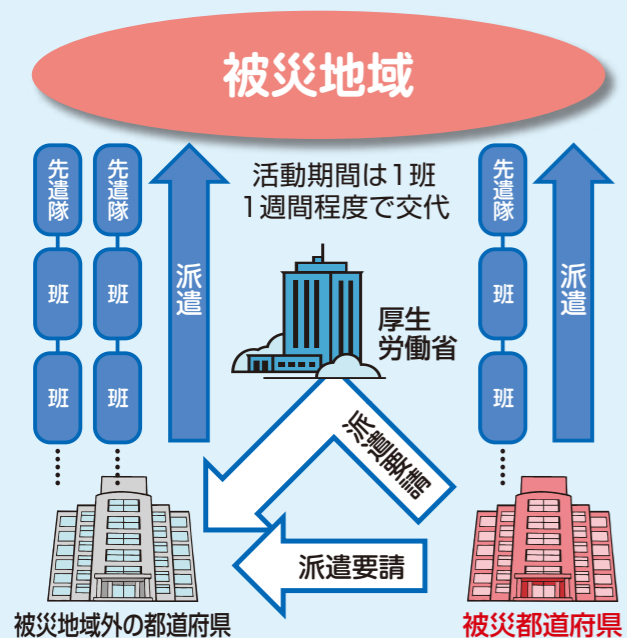 被災地域
先遣隊
班
班
先遣隊
班
班
派遣
活動期間は1班
1週間程度で交代
厚生
労働省
先遣隊
班
班
派遣
派遣要請
派遣要請
被災地域外の都道府県
被災都道府県